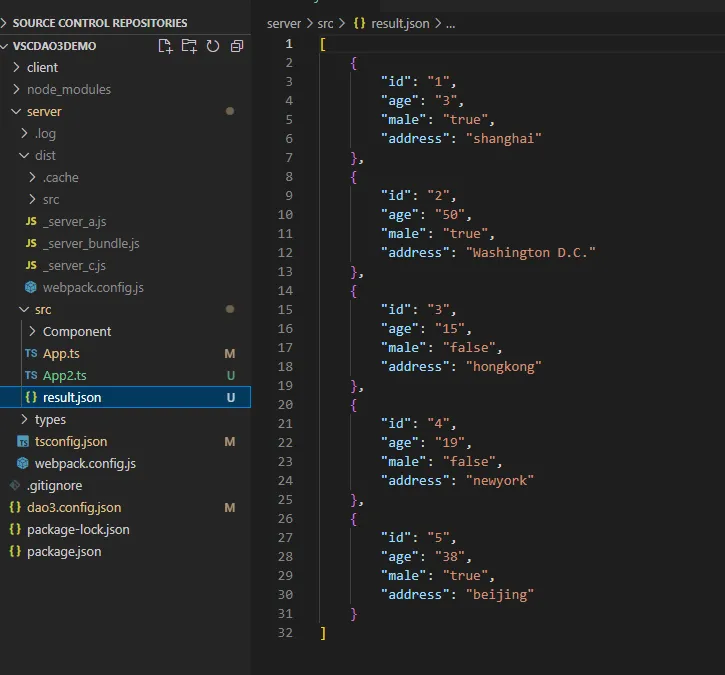 SOURCE CONTROL REPOSITORIES
VSCDAO3DEMO
client
node_modules
server
.log
dist
.cache
src
JS _server_a.js
JS _server_bundle.js
JS _server_c.js
webpack.config.js
src
Component
TS App.ts M
TS App2.ts U
{} result.json U
types
TS tsconfig.json M
webpack.config.js
.gitignore
{} dao3.config.json M
{} package-lock.json
{} package.json
server > src > {} result.json > ...
1 [
2 {
3 "id": "1",
4 "age": "3",
5 "male": "true",
6 "address": "shanghai"
7 },
8 {
9 "id": "2",
10 "age": "50",
11 "male": "true",
12 "address": "Washington D.C."
13 },
14 {
15 "id": "3",
16 "age": "15",
17 "male": "false",
18 "address": "hongkong"
19 },
20 {
21 "id": "4",
22 "age": "19",
23 "male": "false",
24 "address": "newyork"
25 },
26 {
27 "id": "5",
28 "age": "38",
29 "male": "true",
30 "address": "beijing"
31 }
32 ]